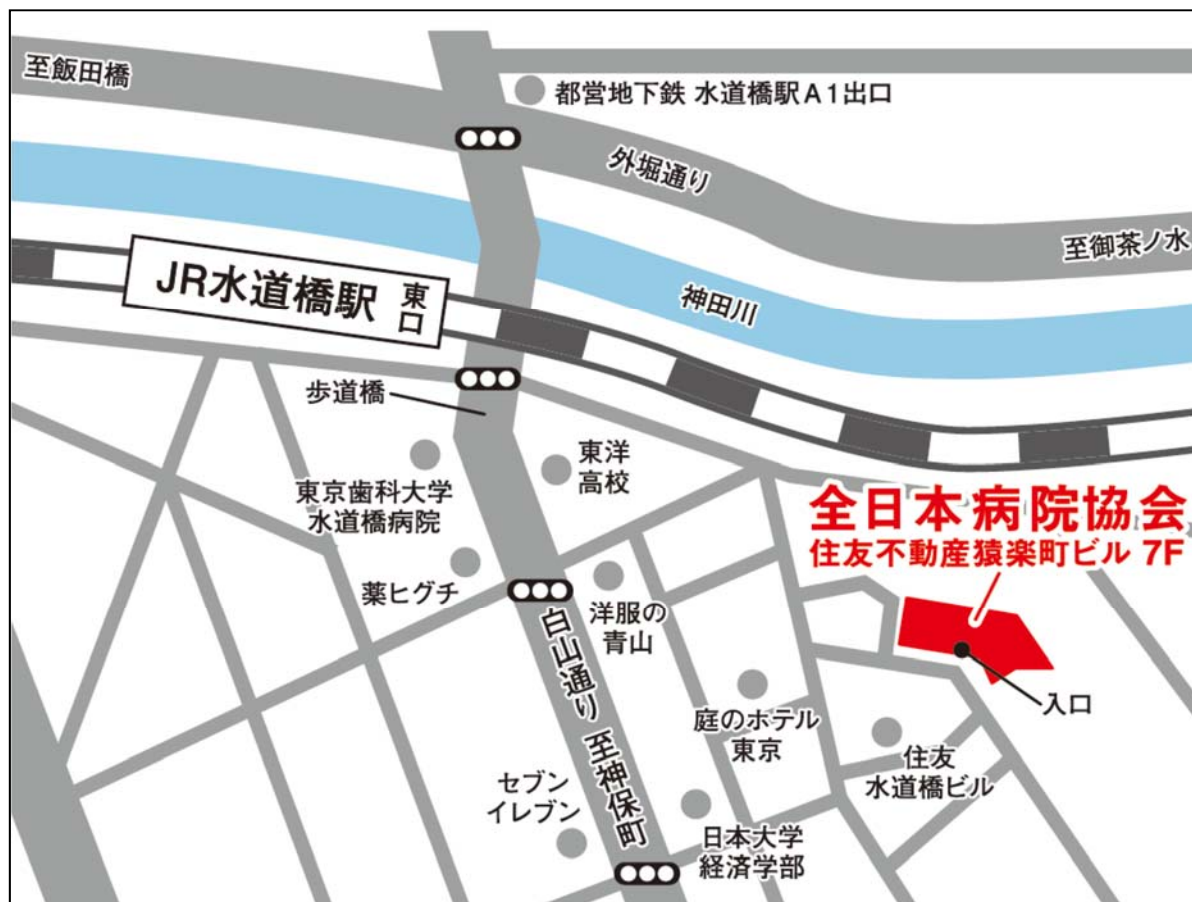 至飯田橋
都営地下鉄 水道橋駅A1出口
外堀通り
至御茶ノ水
JR水道橋駅 東口
神田川
歩道橋
東洋
高校
東京歯科大学
水道橋病院
全日本病院協会
住友不動産猿楽町ビル 7F
薬ヒグチ
洋服の
青山
白山通り 至神保町
入口
庭のホテル
東京
住友
水道橋ビル
セブン
イレブン
日本大学
経済学部